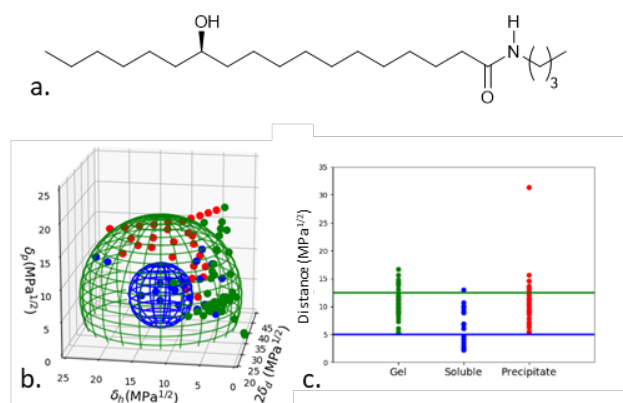 OH
H
N
( )
3
O
a.
25
20
15
10
5
0
δp(MPa1/2)
25 20 15 10 5 0
δh(MPa1/2)
45
40
35
30
25
20
2δd (MPa 1/2)
b.
35
30
25
20
15
10
5
0
Distance (MPa1/2)
Gel Soluble Precipitate
c.